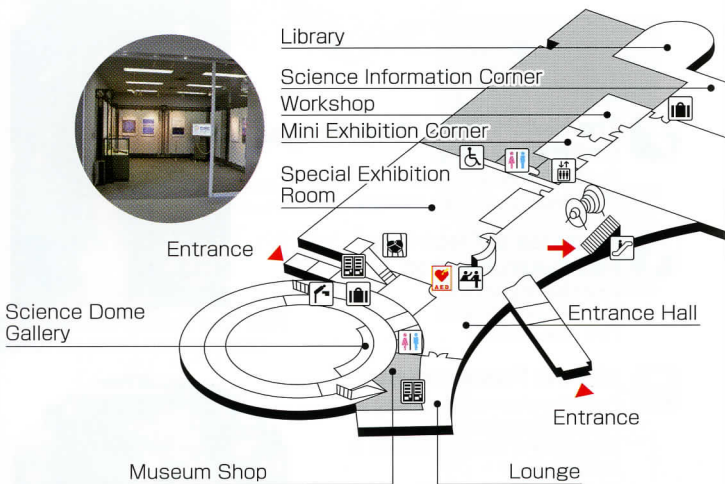 Library
Science Information Corner
Workshop
Mini Exhibition Corner
Special Exhibition
Room
Entrance
AED
Science Dome
Gallery
Entrance Hall
Entrance
Museum Shop
Lounge